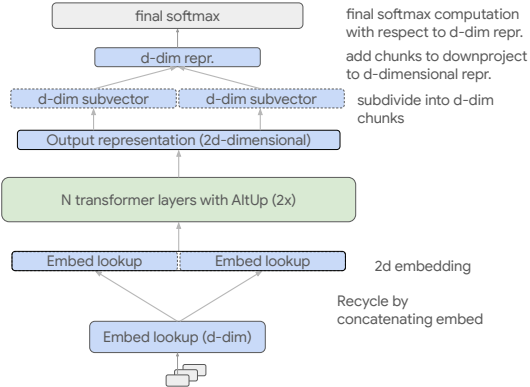 final softmax
final softmax computation
with respect to d-dim repr.
d-dim repr.
add chunks to downproject
to d-dimensional repr.
d-dim subvector
d-dim subvector
subdivide into d-dim
chunks
Output representation (2d-dimensional)
N transformer layers with AltUp (2x)
Embed lookup
Embed lookup
2d embedding
Recycle by
concatenating embed
Embed lookup (d-dim)